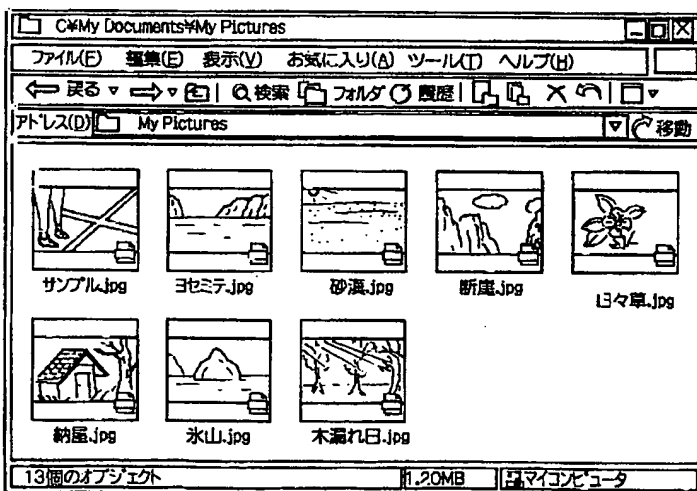 C¥My Documents¥My Pictures
ファイル(F) 編集(E) 表示(V) お気に入り(A) ツール(T) ヘルプ(H)
戻る 検索 フォルダ 履歴
アドレス(D) My Pictures 移動
サンプル.jpg ヨセミテ.jpg 砂漠.jpg 断崖.jpg 日々草.jpg
納屋.jpg 氷山.jpg 木漏れ日.jpg
13個のオブジェクト 1.20MB マイコンピュータ